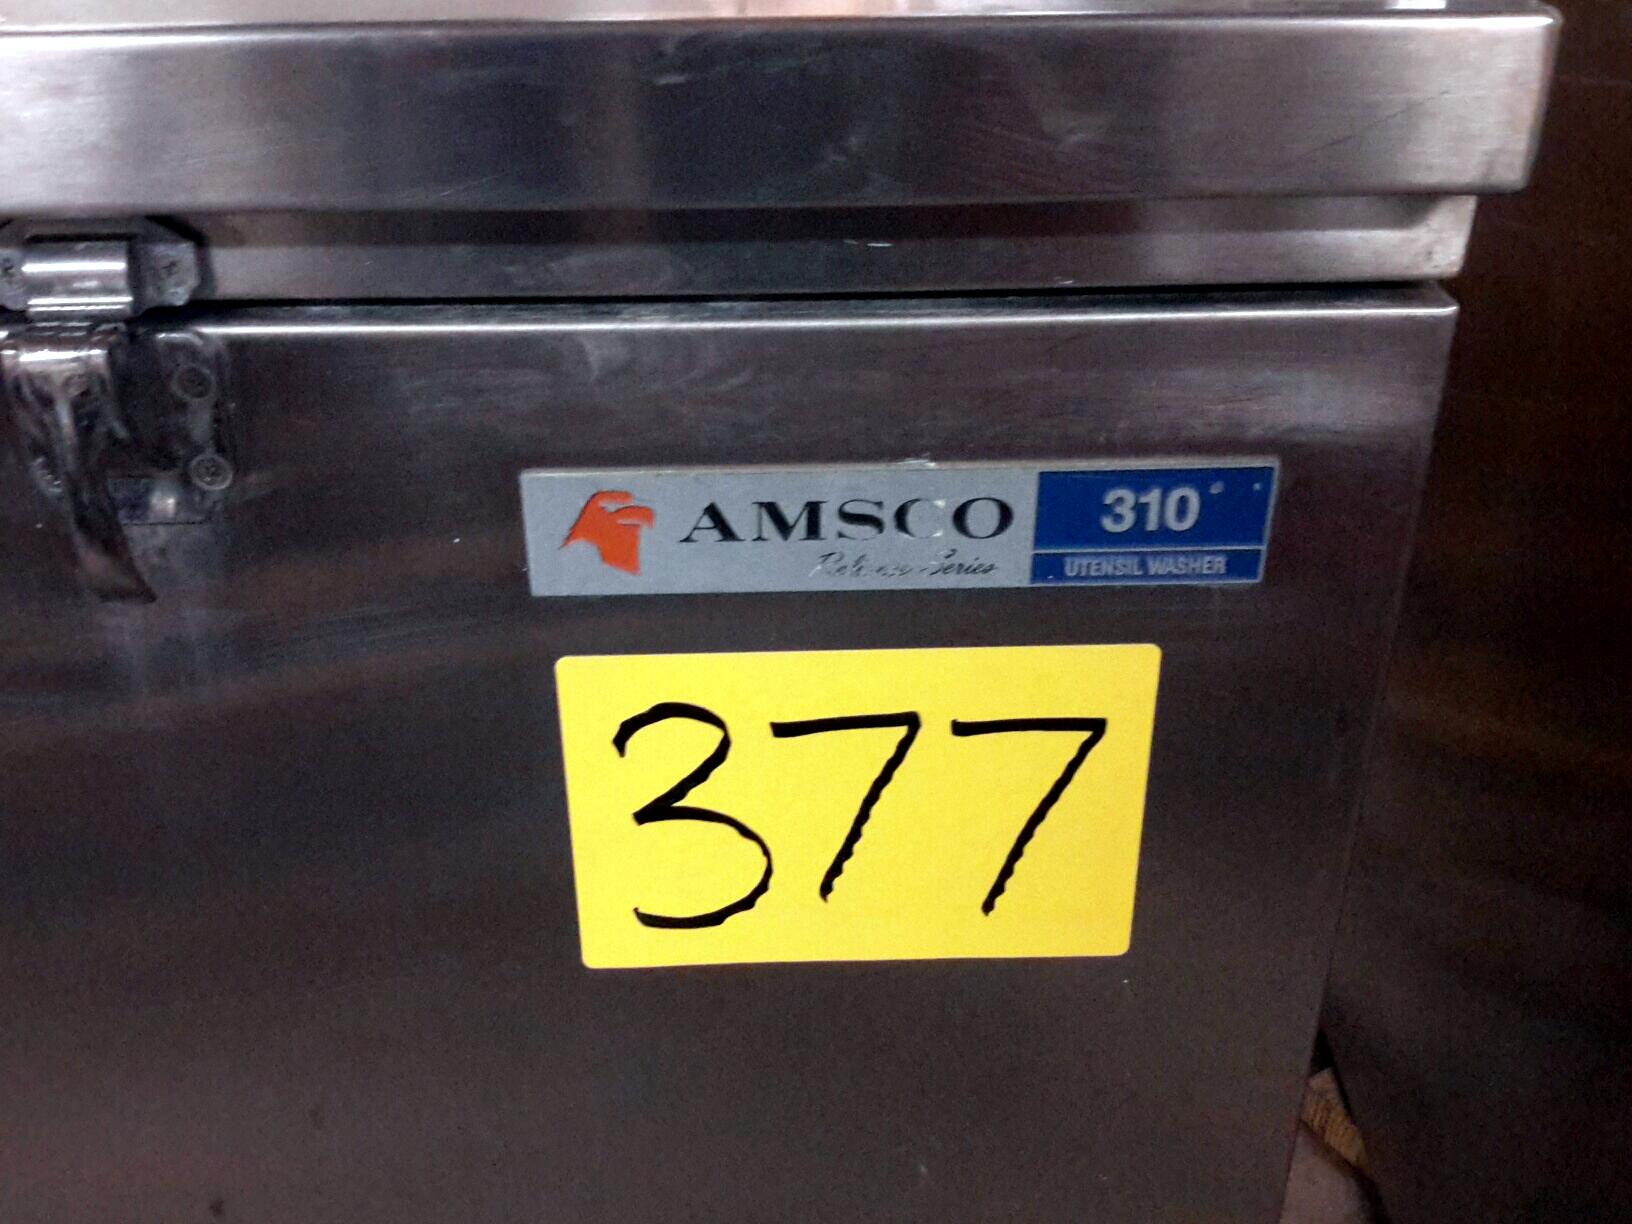 AMSCO
Reliance Series
310
UTENSIL WASHER
377